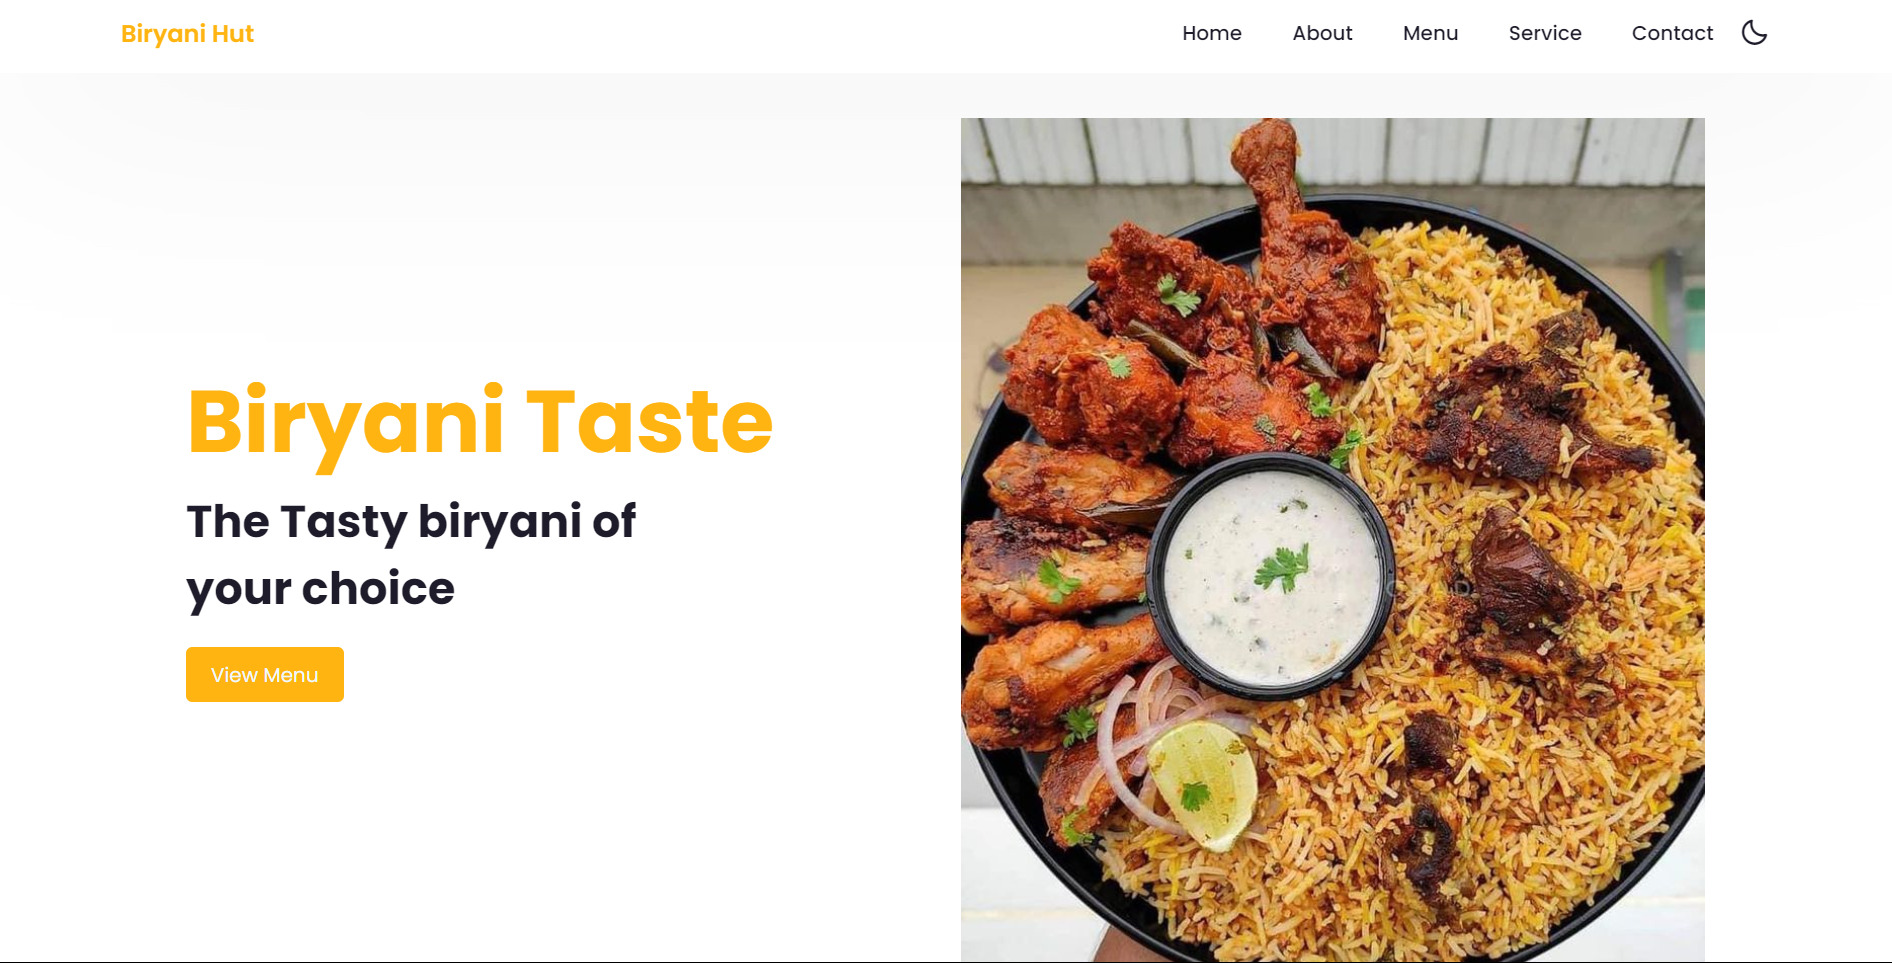 Biryani Hut
Home About Menu Service Contact
Biryani Taste
The Tasty biryani of
your choice
View Menu